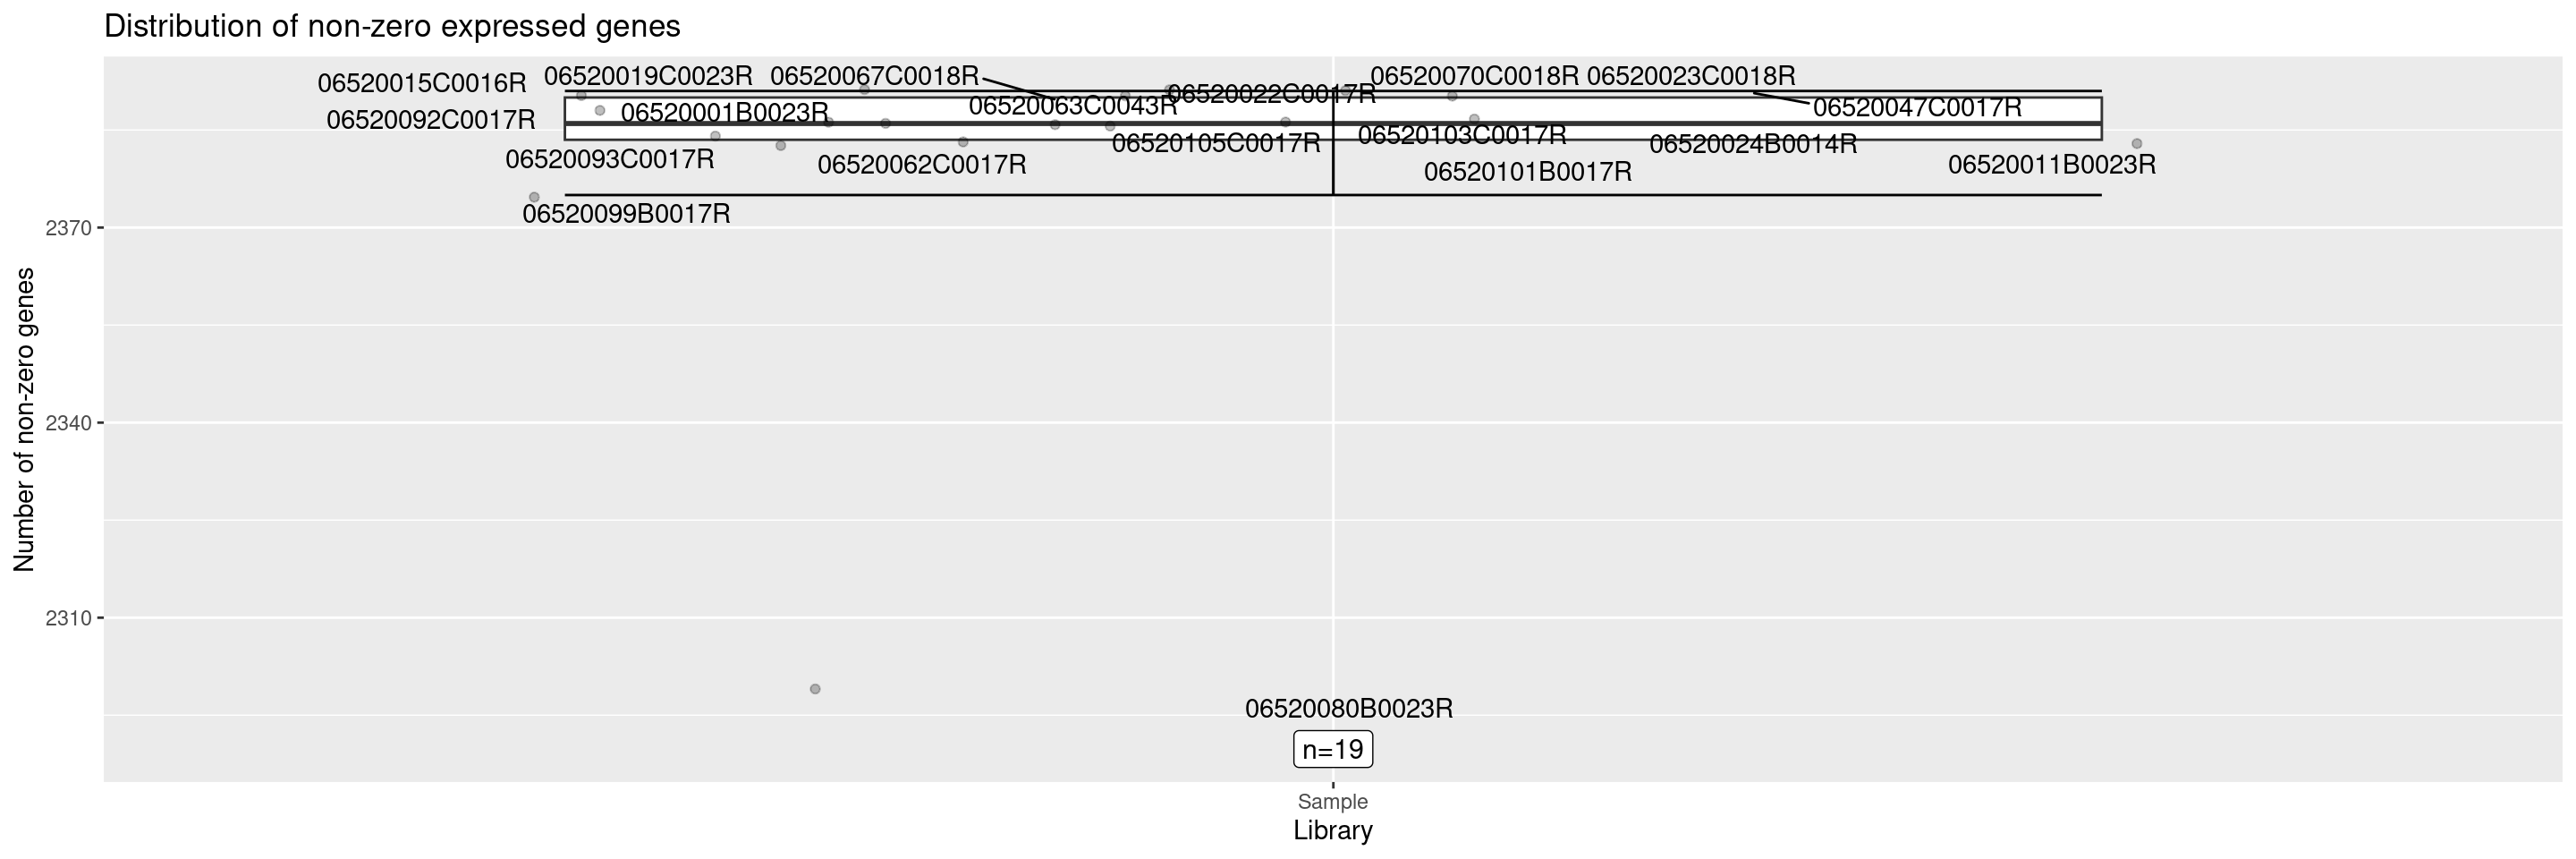 Distribution of non-zero expressed genes
06520015C0016R 06520019C0023R 06520067C0018R 06520070C0018R 06520023C0018R
06520092C0017R 06520001B0023R 06520063C0043R 06520022C0017R 06520047C0017R
06520093C0017R 06520062C0017R 06520105C0017R 06520103C0017R 06520024B0014R
06520101B0017R 06520011B0023R
06520099B0017R
2370
2340
2310
Number of non-zero genes
06520080B0023R
n=19
Sample
Library